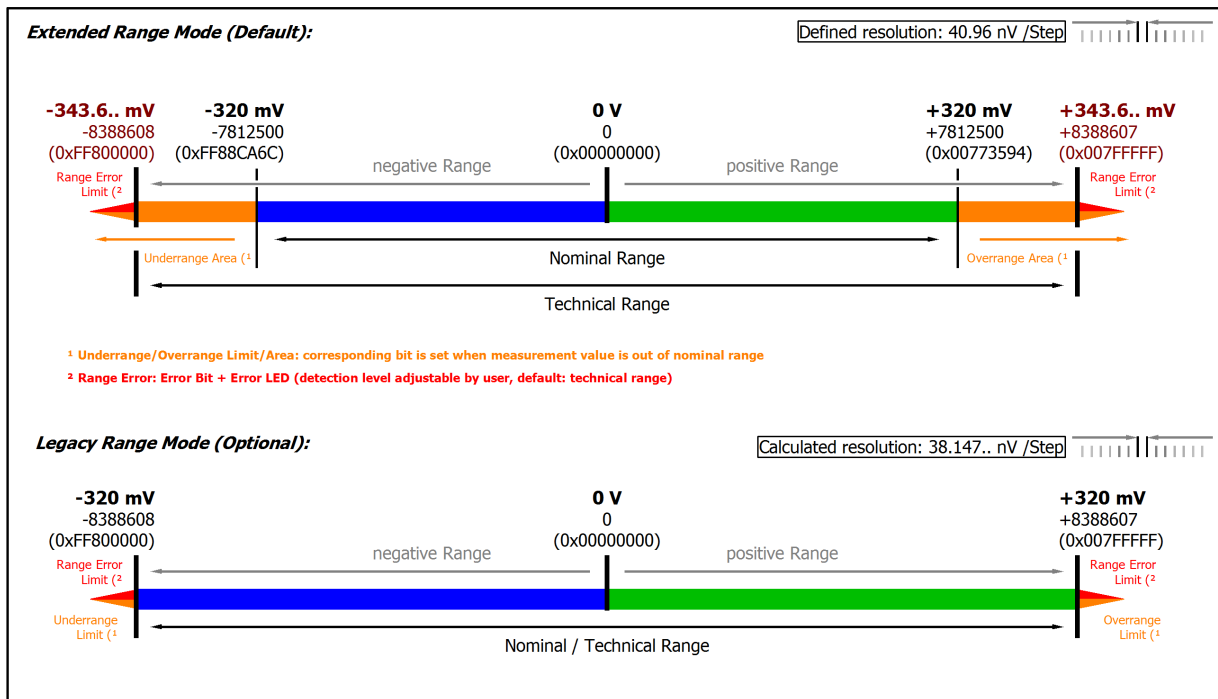 Extended Range Mode (Default):
Defined resolution: 40.96 nV /Step
-343.6.. mV
-8388608
(0xFF800000)
-320 mV
-7812500
(0xFF88CA6C)
0 V
0
(0x00000000)
+320 mV
+7812500
(0x00773594)
+343.6.. mV
+8388607
(0x007FFFFF)
negative Range
positive Range
Range Error
Limit (²
Range Error
Limit (²
Underrange Area (¹
Nominal Range
Overrange Area (¹
Technical Range
¹ Underrange/Overrange Limit/Area: corresponding bit is set when measurement value is out of nominal range
² Range Error: Error Bit + Error LED (detection level adjustable by user, default: technical range)
Legacy Range Mode (Optional):
Calculated resolution: 38.147.. nV /Step
-320 mV
-8388608
(0xFF800000)
0 V
0
(0x00000000)
+320 mV
+8388607
(0x007FFFFF)
negative Range
positive Range
Range Error
Limit (²
Range Error
Limit (²
Underrange
Limit (¹
Overrange
Limit (¹
Nominal / Technical Range